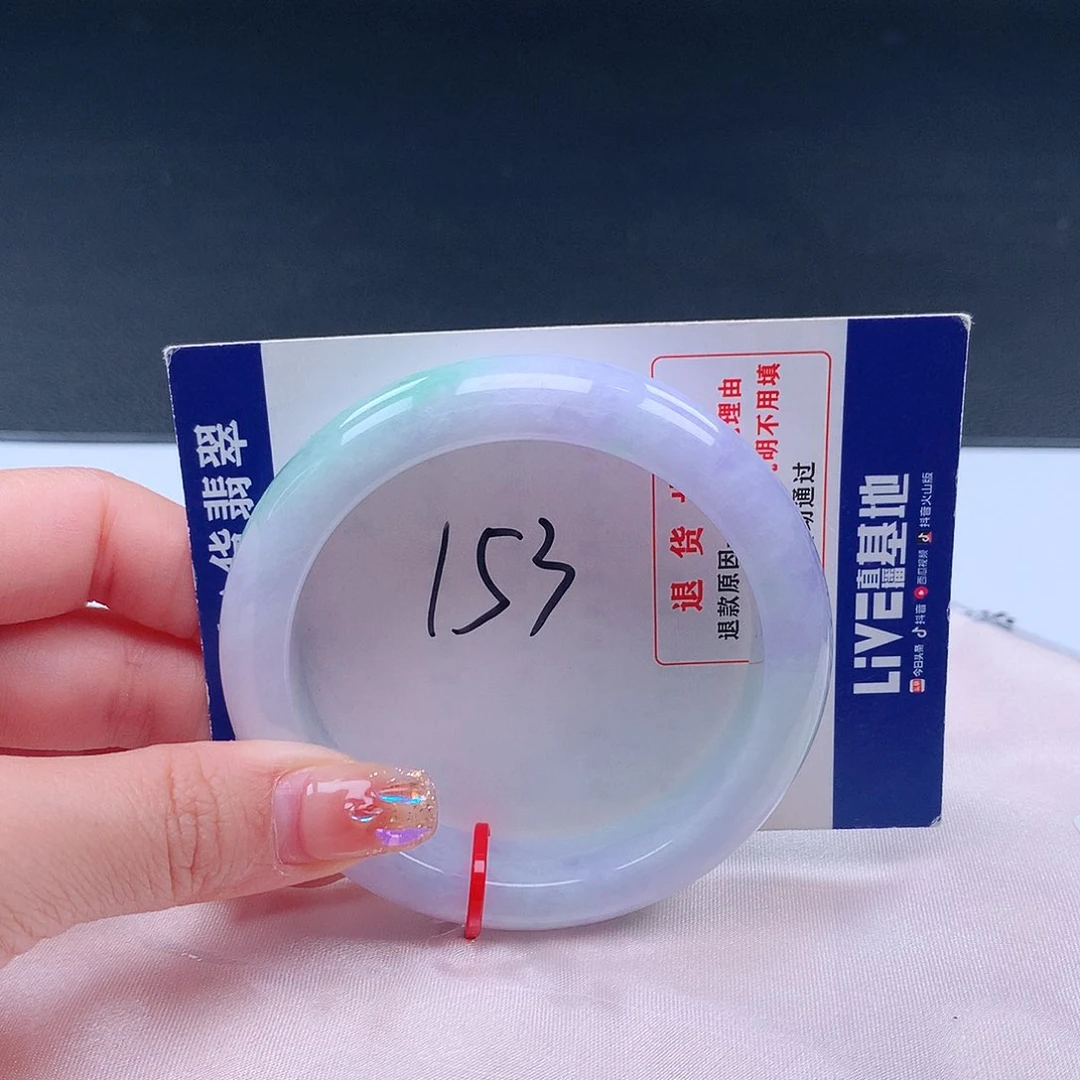 翡翠
153
退货
理由
明不用填
退款原因
通过
LiVE直播基地
今日头条 抖音 西瓜视频 抖音火山版